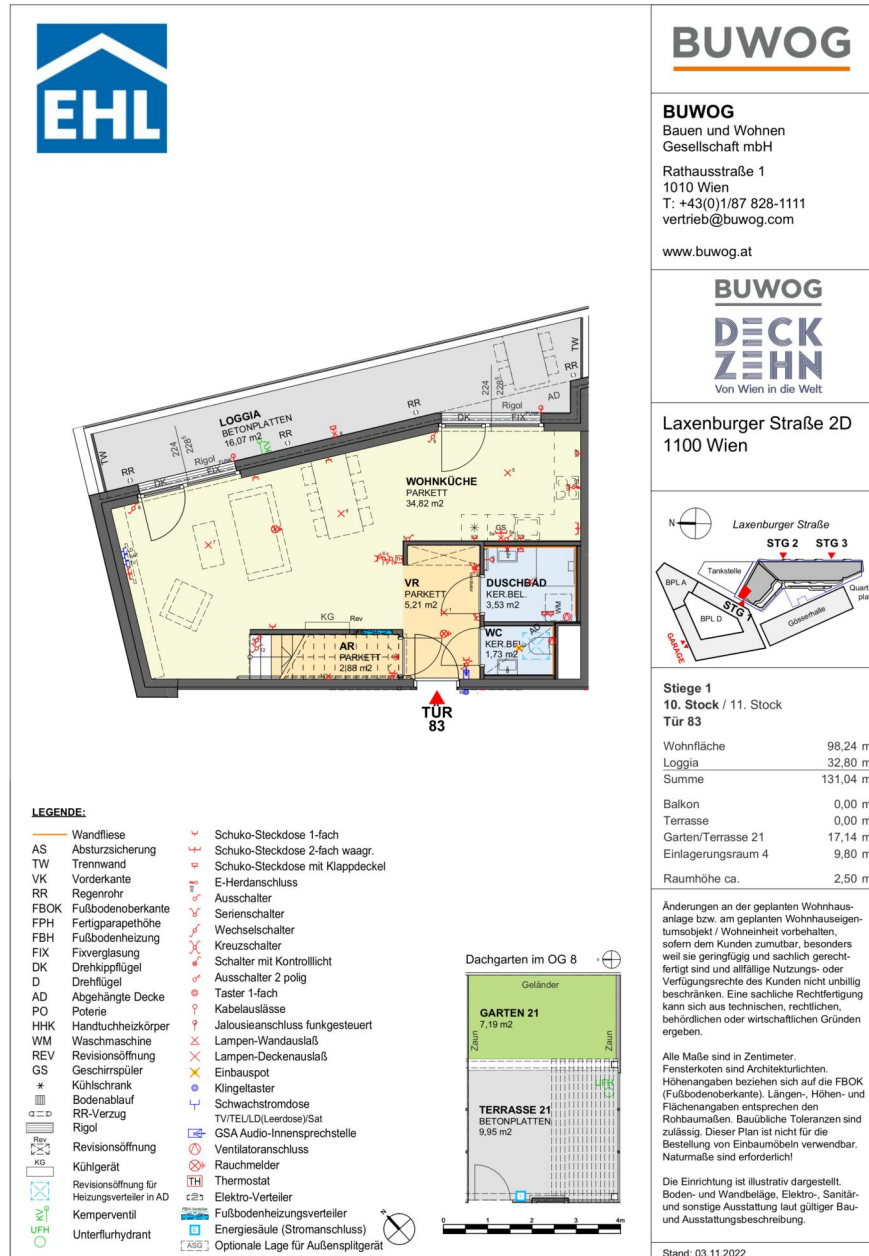 EHL
BUWOG
BUWOG
Bauen und Wohnen
Gesellschaft mbH
Rathausstraße 1
1010 Wien
T: +43(0)1/87 828-1111
vertrieb@buwog.com
www.buwog.at
BUWOG
DECK
ZEHN
Von Wien in die Welt
Laxenburger Straße 2D
1100 Wien
N
Laxenburger Straße
STG 2 STG 3
Tankstelle
BPL A
STG 1
BPL D
Gösserhalle
GARAGE
Stiege 1
10. Stock / 11. Stock
Tür 83
Wohnfläche 98,24 m
Loggia 32,80 m
Summe 131,04 m
Balkon 0,00 m
Terrasse 0,00 m
Garten/Terrasse 21 17,14 m
Einlagerungsraum 4 9,80 m
Raumhöhe ca. 2,50 m
Änderungen an der geplanten Wohnhaus-
anlage bzw. am geplanten Wohnhauseigen-
tumsobjekt / Wohneinheit vorbehalten,
sofern dem Kunden zumutbar, besonders
weil sie geringfügig und sachlich gerecht-
fertigt sind und allfällige Nutzungs- oder
Verfügungsrechte des Kunden nicht unbillig
beschränken. Eine sachliche Rechtfertigung
kann sich aus technischen, rechtlichen,
behördlichen oder wirtschaftlichen Gründen
ergeben.
Alle Maße sind in Zentimeter.
Fensterkoten sind Architekturlichten.
Höhenangaben beziehen sich auf die FBOK
(Fußbodenoberkante). Längen-, Höhen- und
Flächenangaben entsprechen den
Rohbaumaßen. Bauübliche Toleranzen sind
zulässig. Dieser Plan ist nicht für die
Bestellung von Einbaumöbeln verwendbar.
Naturmaße sind erforderlich!
Die Einrichtung ist illustrativ dargestellt.
Boden- und Wandbeläge, Elektro-, Sanitär-
und sonstige Ausstattung laut gültiger Bau-
und Ausstattungsbeschreibung.
Stand: 03.11.2022
LOGGIA
BETONPLATTEN
16,07 m2
TW
RR
RR
RR
RR
TW
AD
224
228⁵
224
228⁵
Rigol
FIX
DK
Rigol
DK
FIX
KV
WOHNKÜCHE
PARKETT
34,82 m2
GS
VR
PARKETT
5,21 m2
DUSCHBAD
KER.BEL.
3,53 m2
WM
AD
WC
KER.BEL.
1,73 m2
KG
Rev
AR
PARKETT
2,88 m2
TÜR
83
LEGENDE:
Wandfliese
AS Absturzsicherung
TW Trennwand
VK Vorderkante
RR Regenrohr
FBOK Fußbodenoberkante
FPH Fertigparapethöhe
FBH Fußbodenheizung
FIX Fixverglasung
DK Drehkippflügel
D Drehflügel
AD Abgehängte Decke
PO Poterie
HHK Handtuchheizkörper
WM Waschmaschine
REV Revisionsöffnung
GS Geschirrspüler
Kühlschrank
Bodenablauf
RR-Verzug
Rigol
Rev Revisionsöffnung
KG Kühlgerät
Revisionsöffnung für
Heizungsverteiler in AD
KV Kemperventil
UFH Unterflurhydrant
Schuko-Steckdose 1-fach
Schuko-Steckdose 2-fach waagr.
Schuko-Steckdose mit Klappdeckel
E-Herdanschluss
Ausschalter
Serienschalter
Wechselschalter
Kreuzschalter
Schalter mit Kontrolllicht
Ausschalter 2 polig
Taster 1-fach
Kabelauslässe
Jalousieanschluss funkgesteuert
Lampen-Wandauslaß
Lampen-Deckenauslaß
Einbauspot
Klingeltaster
Schwachstromdose
TV/TEL/LD(Leerdose)/Sat
GSA Audio-Innensprechstelle
Ventilatoranschluss
Rauchmelder
TH Thermostat
Elektro-Verteiler
Fußbodenheizungsverteiler
Energiesäule (Stromanschluss)
ASG Optionale Lage für Außensplitgerät
Dachgarten im OG 8
Geländer
GARTEN 21
7,19 m2
Zaun
Zaun
UFH
TERRASSE 21
BETONPLATTEN
9,95 m2
0 1 2 3 4m